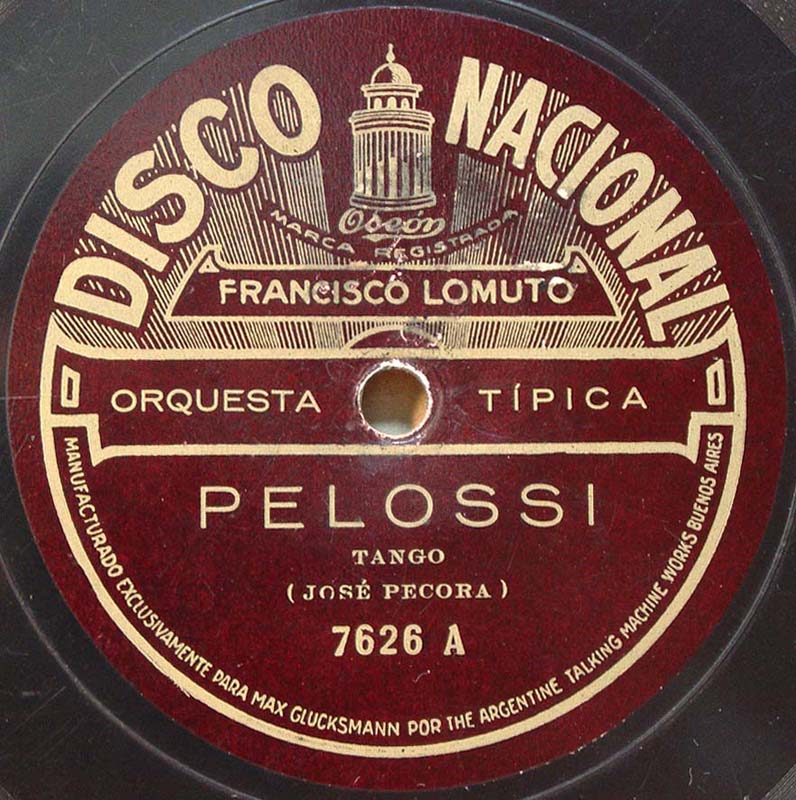 DISCO NACIONAL
Odeón
MARCA REGISTRADA
FRANCISCO LOMUTO
ORQUESTA TÍPICA
PELOSSI
TANGO
(JOSÉ PECORA)
7626 A
MANUFACTURADO EXCLUSIVAMENTE PARA MAX GLUCKSMANN POR THE ARGENTINE TALKING MACHINE WORKS BUENOS AIRES